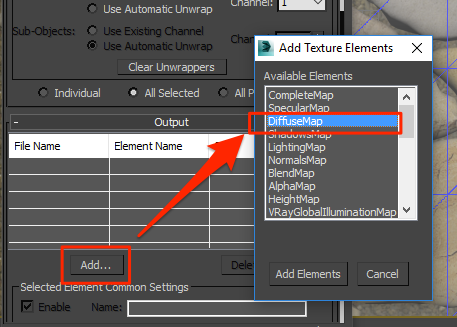 Use Automatic Unwrap
Channel:
1
Sub-Objects:
Use Existing Channel
Use Automatic Unwrap
Clear Unwrappers
Individual
All Selected
All P
-
Output
File Name
Element Name
Add...
Dele
Selected Element Common Settings
Enable
Name:
Add Texture Elements
Available Elements
CompleteMap
SpecularMap
DiffuseMap
ShadowsMap
LightingMap
NormalsMap
BlendMap
AlphaMap
HeightMap
VRayGlobalIlluminationMap
Add Elements
Cancel